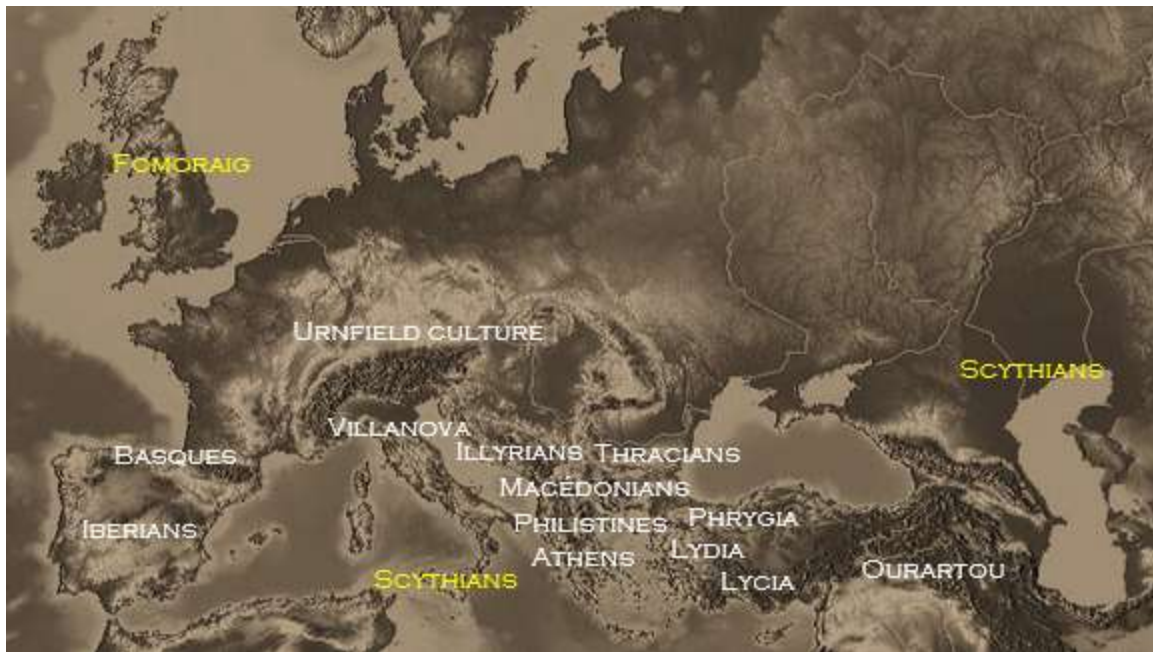 Fomoraig
Urnfield culture
Scythians
Villanova
Basques
Illyrians
Thracians
Macédonians
Iberians
Philistines
Phrygia
Athens
Lydia
Scythians
Lycia
Ourartou